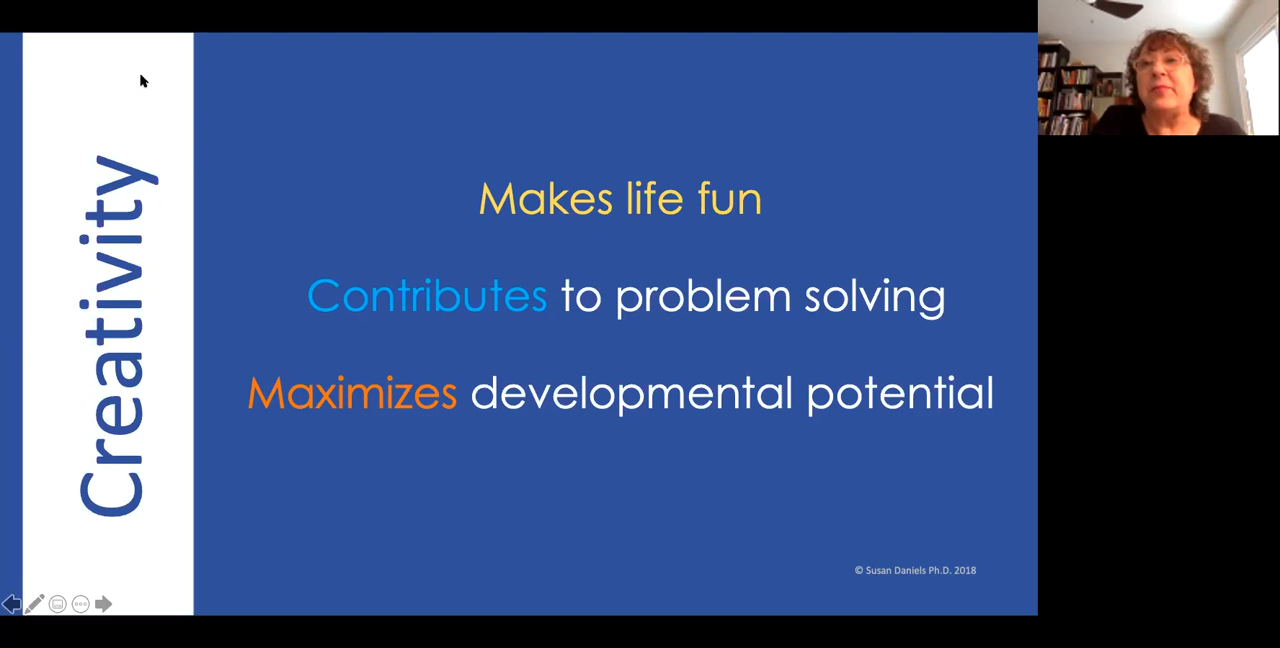 Creativity
Makes life fun
Contributes to problem solving
Maximizes developmental potential
© Susan Daniels Ph.D. 2018